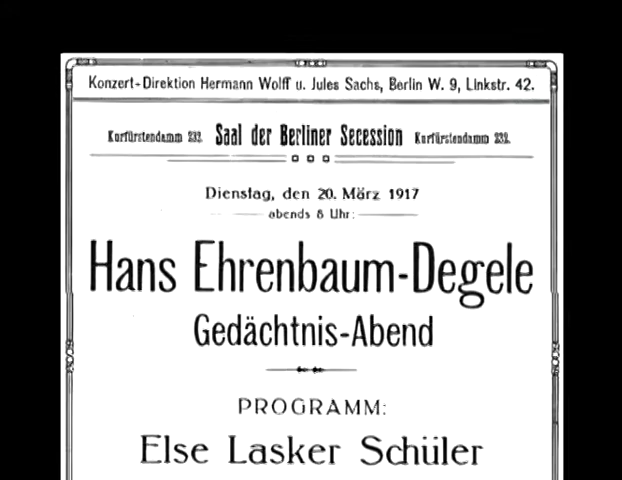 Konzert-Direktion Hermann Wolff u. Jules Sachs, Berlin W. 9, Linkstr. 42.
Kurfürstendamm 232. Saal der Berliner Secession Kurfürstendamm 232.
Dienstag, den 20. März 1917
abends 8 Uhr:
Hans Ehrenbaum-Degele
Gedächtnis-Abend
PROGRAMM:
Else Lasker Schüler